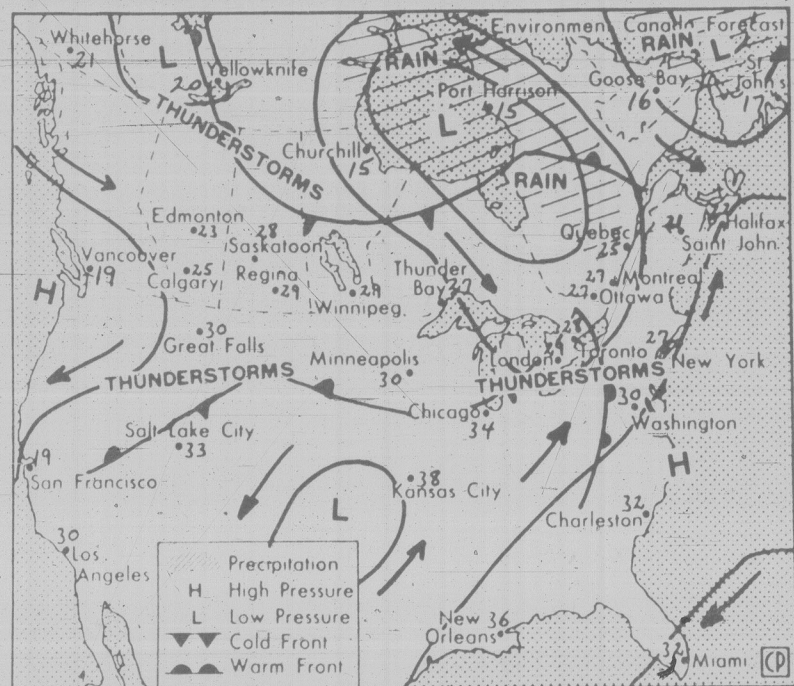 Environment Canada Forecast
Whitehorse
21
L
Yellowknife
20
RAIN
RAIN
L
Goose Bay
16
St
John's
17
Port Harrison
15
L
THUNDERSTORMS
Churchill
15
RAIN
Edmonton
23
28
Saskatoon
Quebec
25
Halifax
Saint John
22
Vancouver
19
Calgary
25
Regina
29
Winnipeg
Thunder
Bay
27
27
Montreal
27
Ottawa
H
30
Great Falls
Minneapolis
30
London
Toronto
27
New York
THUNDERSTORMS
THUNDERSTORMS
Chicago
34
30
Washington
Salt Lake City
33
19
San Francisco
38
Kansas City
H
L
32
Charleston
30
Los
Angeles
Precipitation
H High Pressure
L Low Pressure
Cold Front
Warm Front
New
Orleans
36
32
Miami
CP